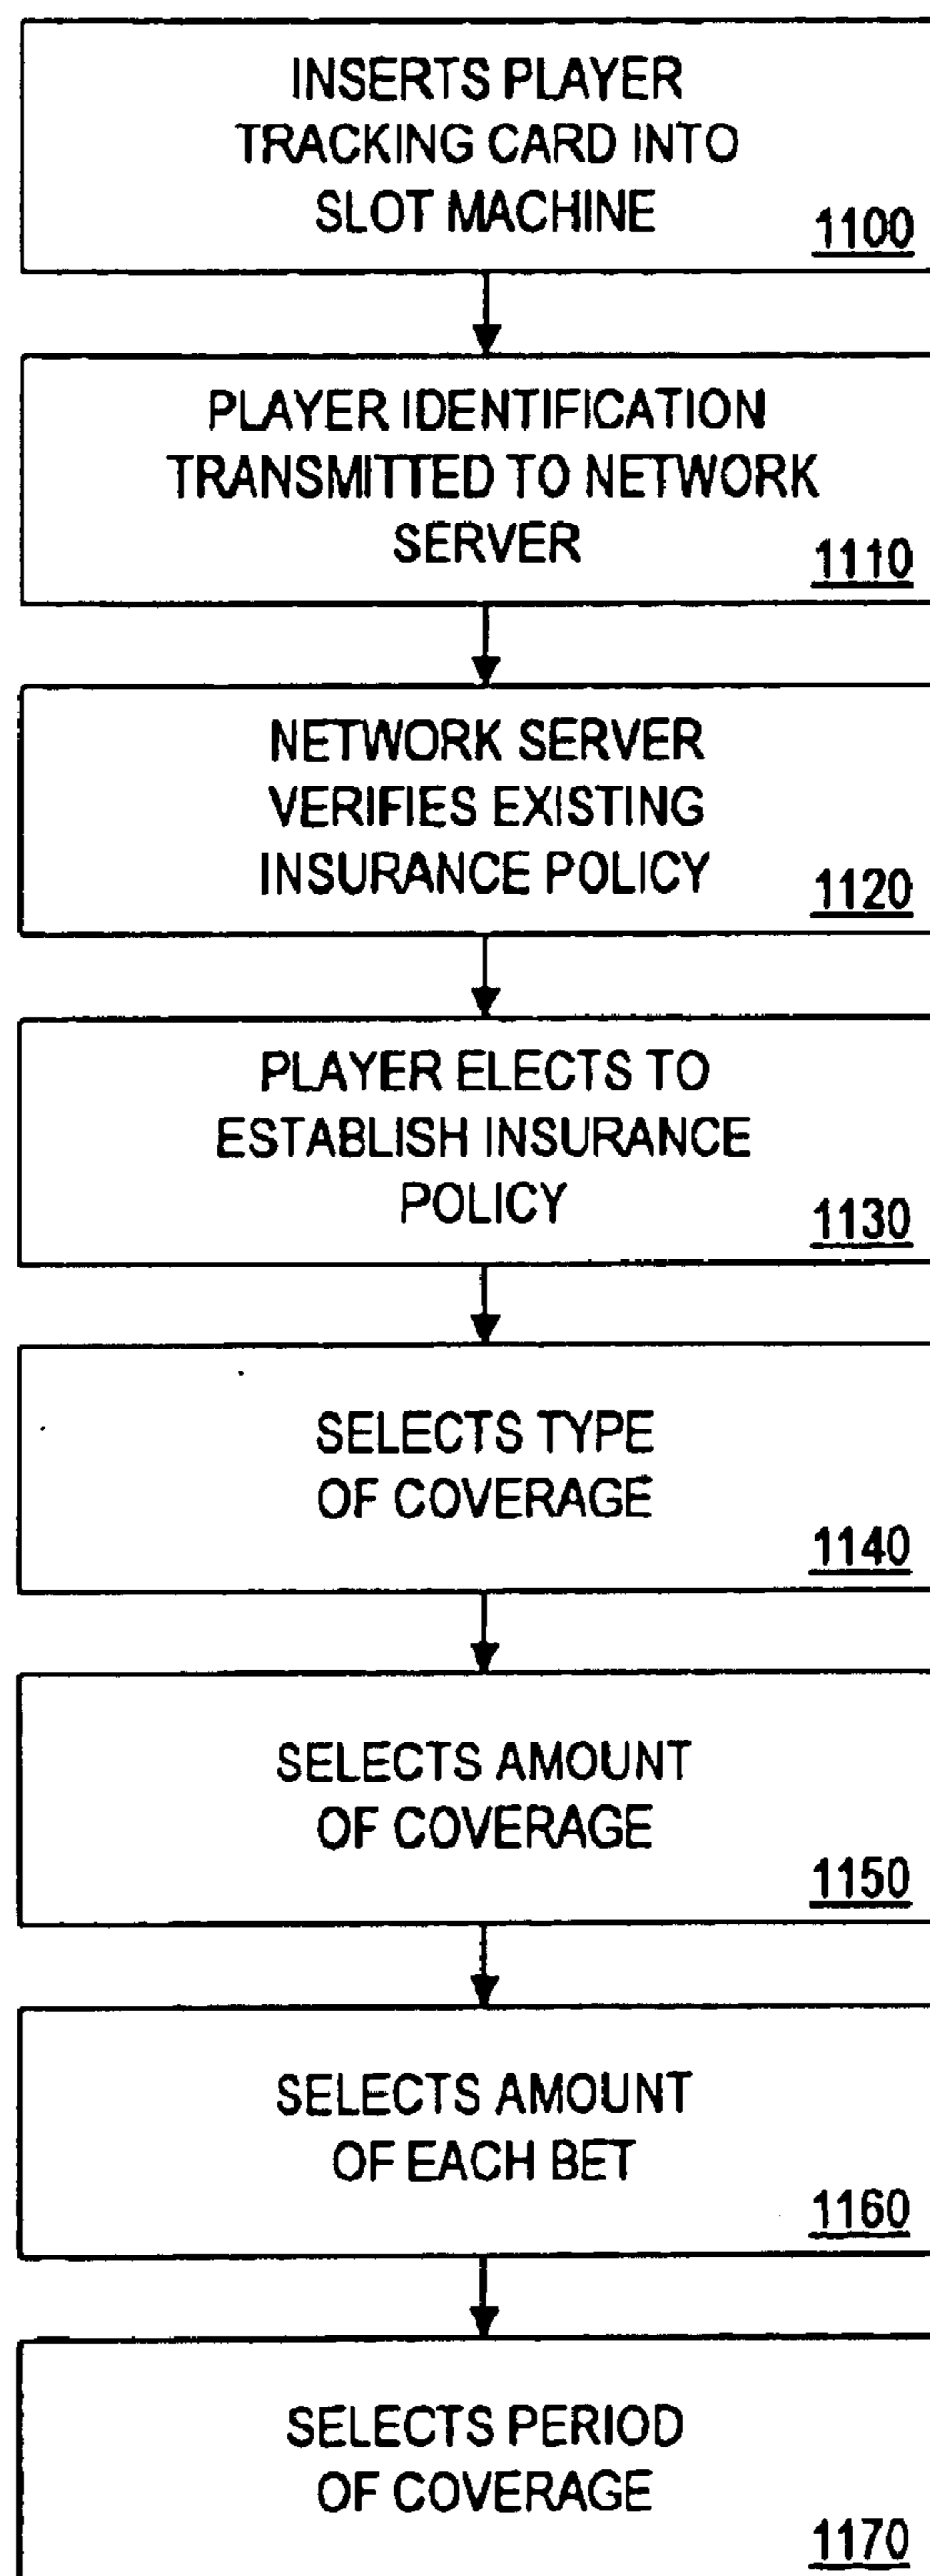 INSERTS PLAYER
TRACKING CARD INTO
SLOT MACHINE
1100
PLAYER IDENTIFICATION
TRANSMITTED TO NETWORK
SERVER
1110
NETWORK SERVER
VERIFIES EXISTING
INSURANCE POLICY
1120
PLAYER ELECTS TO
ESTABLISH INSURANCE
POLICY
1130
SELECTS TYPE
OF COVERAGE
1140
SELECTS AMOUNT
OF COVERAGE
1150
SELECTS AMOUNT
OF EACH BET
1160
SELECTS PERIOD
OF COVERAGE
1170